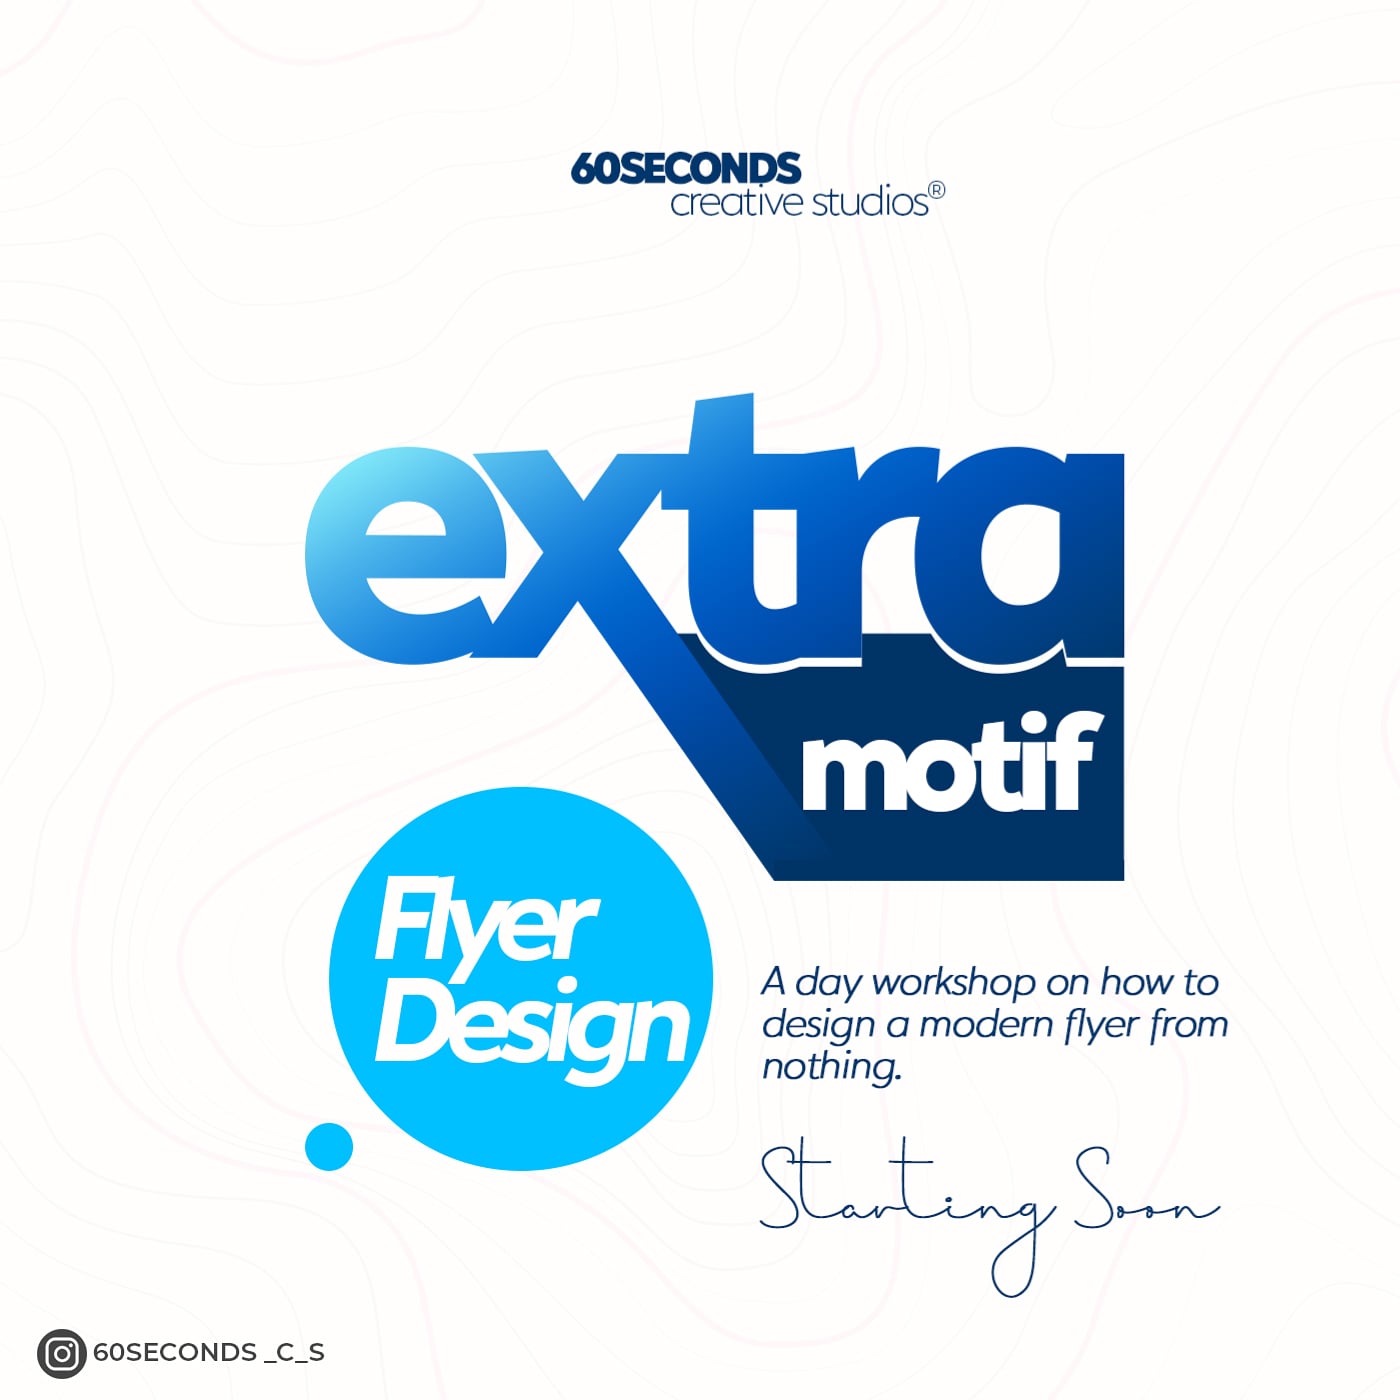 60SECONDS
creative studios®
extra
motif
Flyer
Design
A day workshop on how to
design a modern flyer from
nothing.
Starting Soon
60SECONDS _C_S